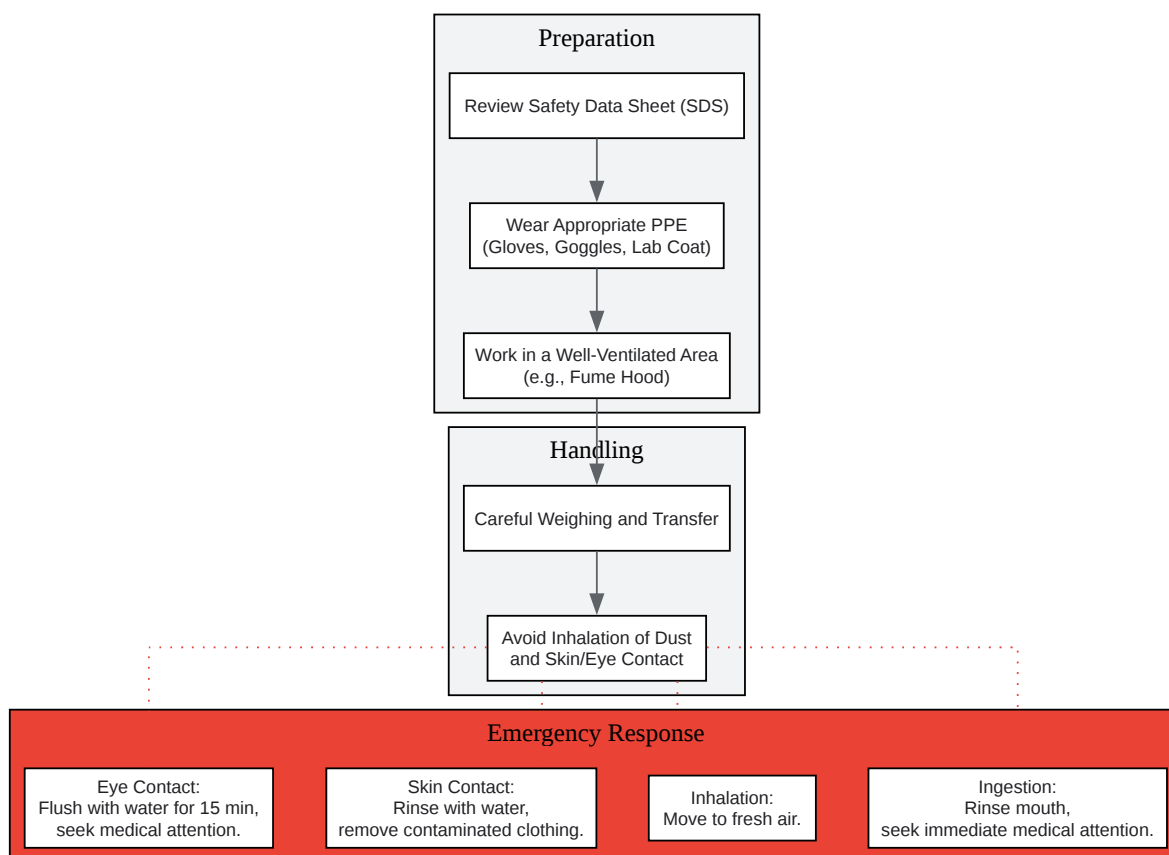 Preparation
Review Safety Data Sheet (SDS)
Wear Appropriate PPE
(Gloves, Goggles, Lab Coat)
Work in a Well-Ventilated Area
(e.g., Fume Hood)
Handling
Careful Weighing and Transfer
Avoid Inhalation of Dust
and Skin/Eye Contact
Emergency Response
Eye Contact:
Flush with water for 15 min,
seek medical attention.
Skin Contact:
Rinse with water,
remove contaminated clothing.
Inhalation:
Move to fresh air.
Ingestion:
Rinse mouth,
seek immediate medical attention.